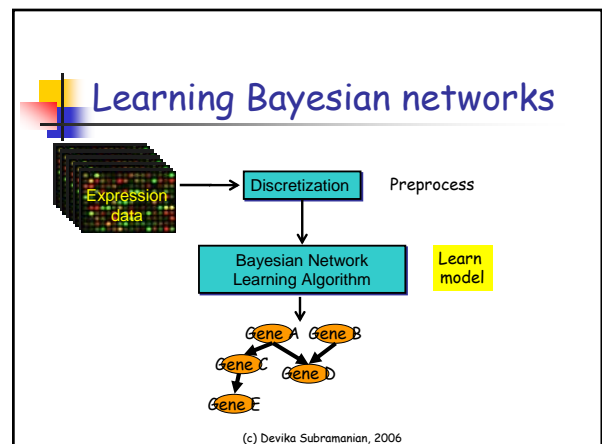 Learning Bayesian networks
Expression
data
Discretization
Preprocess
Bayesian Network
Learning Algorithm
Learn
model
Gene A
Gene B
Gene C
Gene D
Gene E
(c) Devika Subramanian, 2006